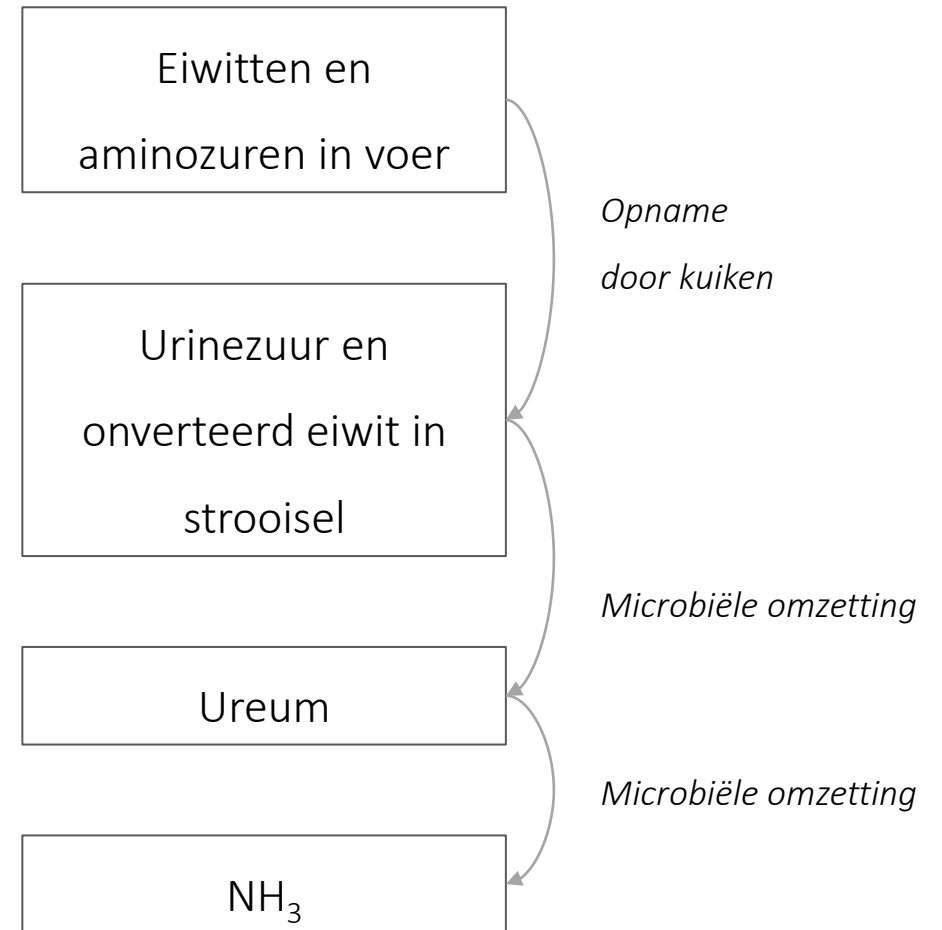 Eiwitten en
aminozuren in voer
Opname
door kuiken
Urinezuur en
onverteerd eiwit in
strooisel
Microbiële omzetting
Ureum
Microbiële omzetting
NH₃